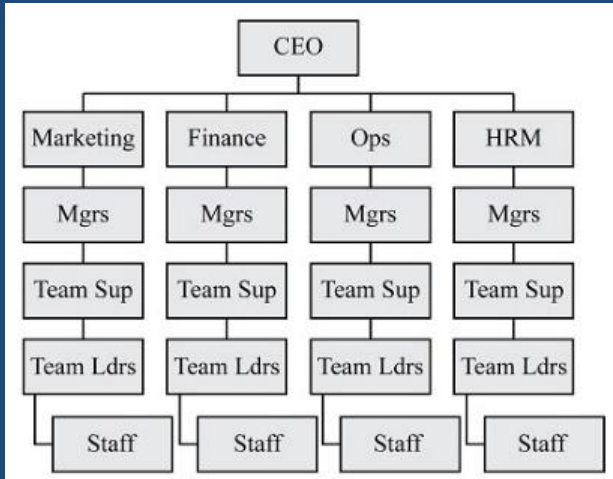 CEO
Marketing
Finance
Ops
HRM
Mgrs
Mgrs
Mgrs
Mgrs
Team Sup
Team Sup
Team Sup
Team Sup
Team Ldrs
Team Ldrs
Team Ldrs
Team Ldrs
Staff
Staff
Staff
Staff